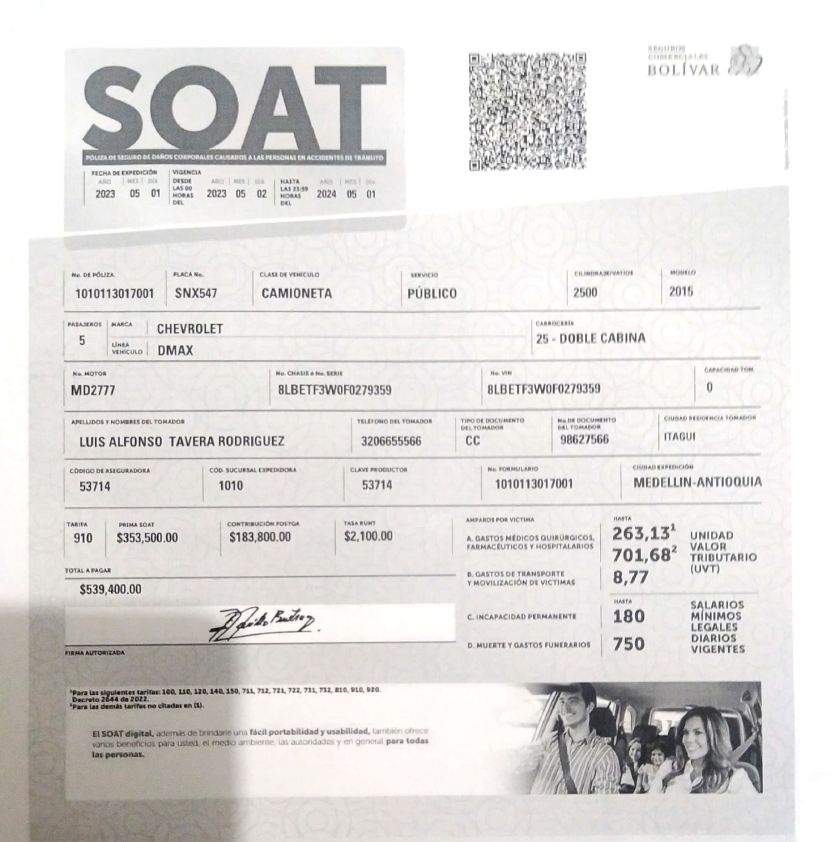 SOAT
PÓLIZA DE SEGURO DE DAÑOS CORPORALES CAUSADOS A LAS PERSONAS EN ACCIDENTES DE TRÁNSITO
SEGUROS COMERCIALES BOLÍVAR
FECHA DE EXPEDICIÓN
AÑO MES DÍA
2023 05 01
VIGENCIA DESDE LAS 00 HORAS DEL
AÑO MES DÍA
2023 05 02
HASTA LAS 23:59 HORAS DEL
AÑO MES DÍA
2024 05 01
No. DE PÓLIZA PLACA No. CLASE DE VEHÍCULO SERVICIO CILINDRAJE/VATIOS MODELO
1010113017001 SNX547 CAMIONETA PÚBLICO 2500 2015
PASAJEROS MARCA CHEVROLET CARROCERÍA
5 LÍNEA VEHÍCULO DMAX 25 - DOBLE CABINA
No. MOTOR No. CHASIS ó No. SERIE No. VIN CAPACIDAD TON.
MD2777 8LBETF3W0F0279359 8LBETF3W0F0279359 0
APELLIDOS Y NOMBRES DEL TOMADOR TELÉFONO DEL TOMADOR TIPO DE DOCUMENTO DEL TOMADOR No. DE DOCUMENTO DEL TOMADOR CIUDAD RESIDENCIA TOMADOR
LUIS ALFONSO TAVERA RODRIGUEZ 3206655566 CC 98627566 ITAGUI
CÓDIGO DE ASEGURADORA CÓD. SUCURSAL EXPEDIDORA CLAVE PRODUCTOR No. FORMULARIO CIUDAD EXPEDICIÓN
53714 1010 53714 1010113017001 MEDELLIN-ANTIOQUIA
TARIFA PRIMA SOAT CONTRIBUCIÓN FOSYGA TASA RUNT
910 $353,500.00 $183,800.00 $2,100.00
TOTAL A PAGAR
$539,400.00
FIRMA AUTORIZADA
AMPAROS POR VICTIMA HASTA
A. GASTOS MÉDICOS QUIRÚRGICOS, 263,13¹
FARMACÉUTICOS Y HOSPITALARIOS 701,68²
B. GASTOS DE TRANSPORTE
Y MOVILIZACIÓN DE VICTIMAS 8,77
UNIDAD VALOR TRIBUTARIO (UVT)
HASTA
C. INCAPACIDAD PERMANENTE 180
D. MUERTE Y GASTOS FUNERARIOS 750
SALARIOS MÍNIMOS LEGALES DIARIOS VIGENTES
¹Para las siguientes tarifas: 100, 110, 120, 140, 150, 711, 712, 721, 722, 731, 732, 810, 910, 920.
Decreto 2644 de 2022.
²Para las demás tarifas no citadas en (1).
El SOAT digital, además de brindarte una fácil portabilidad y usabilidad, también ofrece
varios beneficios para usted, el medio ambiente, las autoridades y en general para todas
las personas.